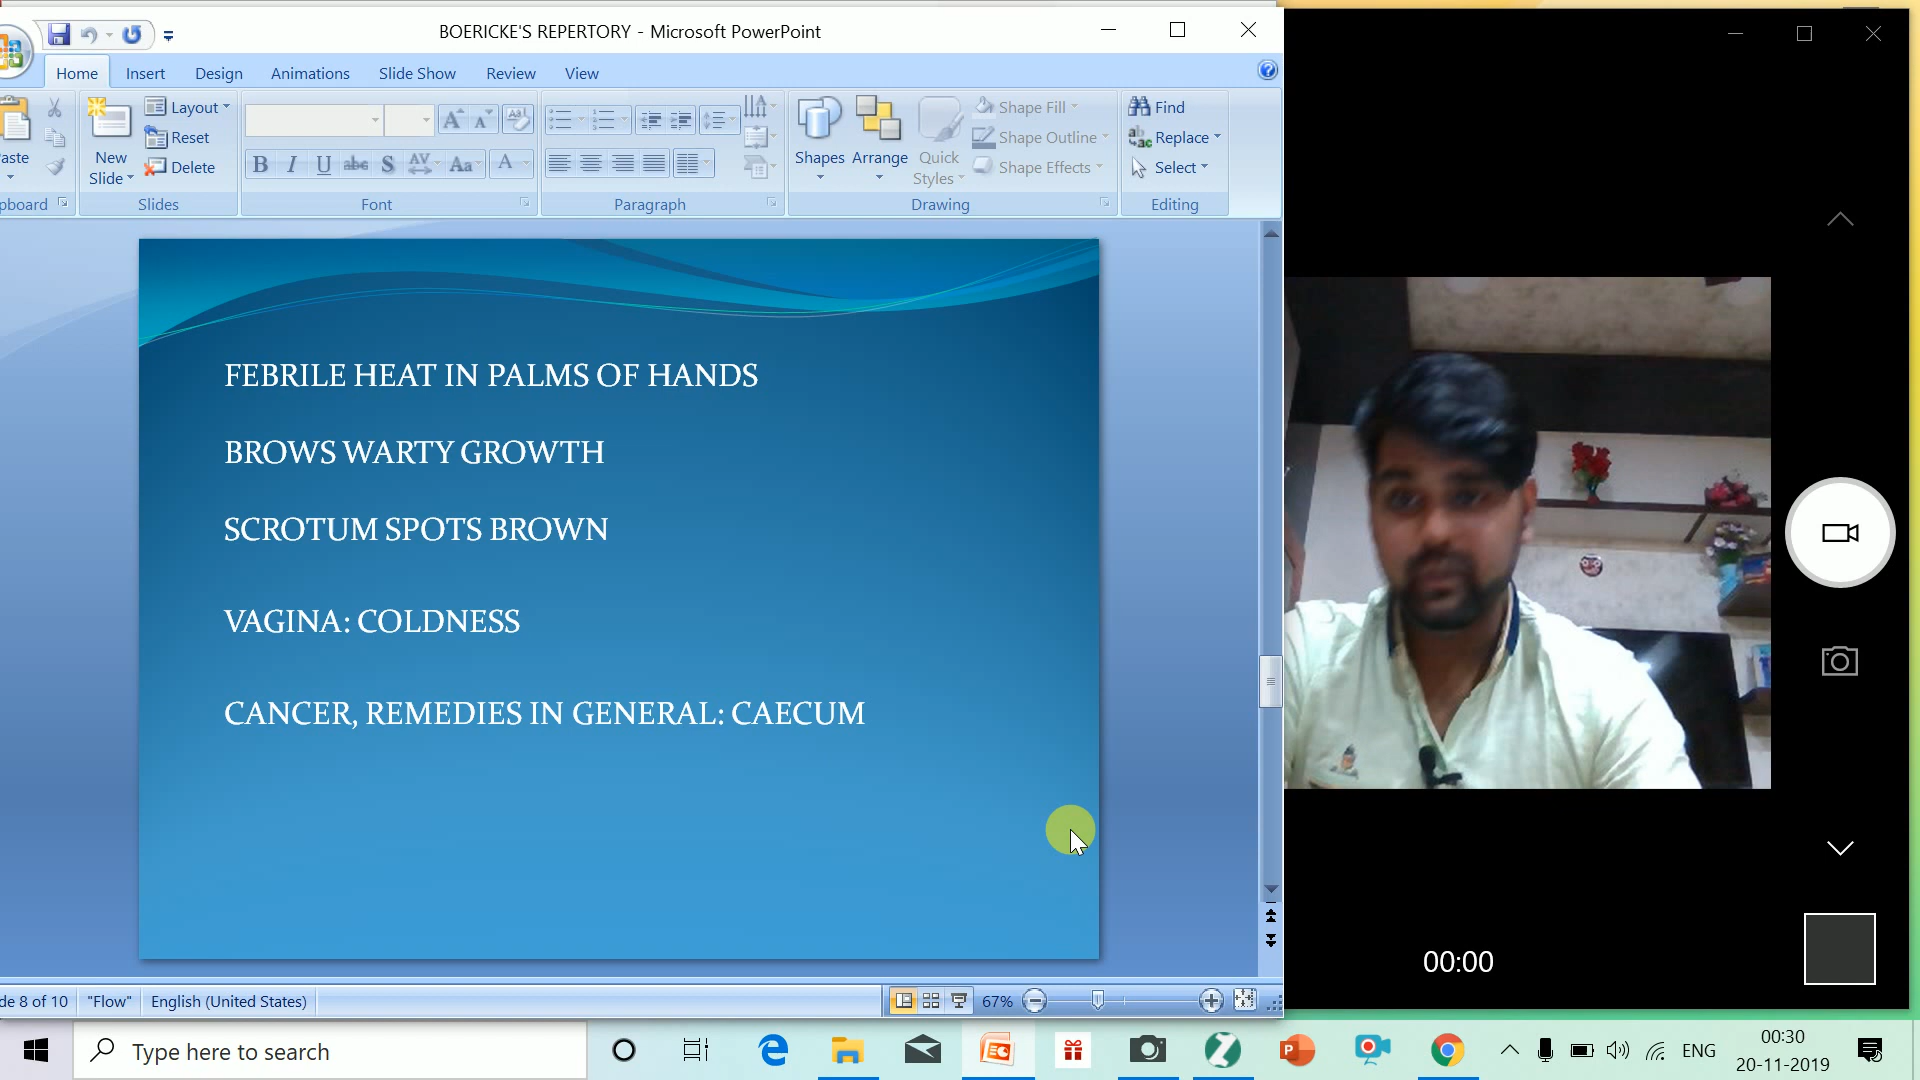 BOERICKE'S REPERTORY - Microsoft PowerPoint
Home Insert Design Animations Slide Show Review View
aste
New Slide
Layout
Reset
Delete
B I U abc S AV Aa A
Shapes Arrange Quick Styles
Shape Fill
Shape Outline
Shape Effects
Find
Replace
Select
pboard Slides Font Paragraph Drawing Editing
FEBRILE HEAT IN PALMS OF HANDS
BROWS WARTY GROWTH
SCROTUM SPOTS BROWN
VAGINA: COLDNESS
CANCER, REMEDIES IN GENERAL: CAECUM
00:00
de 8 of 10 "Flow" English (United States) 67%
Type here to search
ENG
00:30
20-11-2019